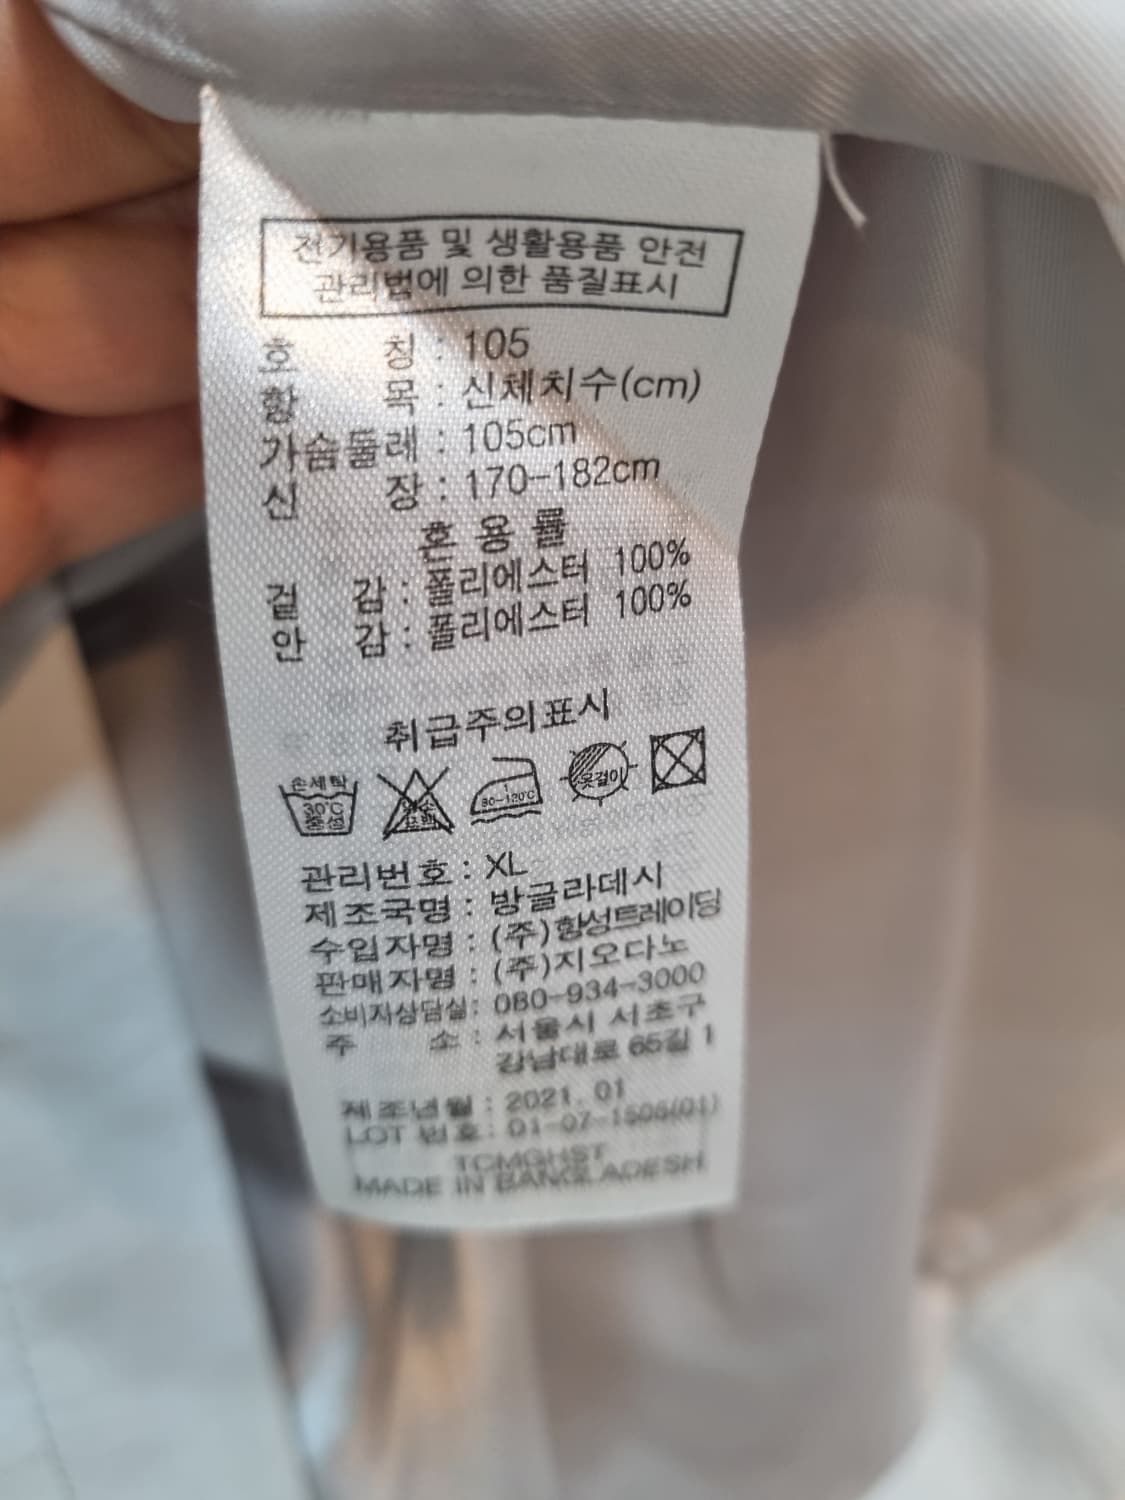 전기용품 및 생활용품 안전
관리법에 의한 품질표시
호 칭 : 105
항 목 : 신체치수(cm)
가슴둘레 : 105cm
신 장 : 170-182cm
혼 용 률
겉 감 : 폴리에스터 100%
안 감 : 폴리에스터 100%
취급주의표시
손세탁
30℃
중성
염소
표백
80~120℃
옷걸이
관리번호 : XL
제조국명 : 방글라데시
수입자명 : (주)항성트레이딩
판매자명 : (주)지오다노
소비자상담실: 080-934-3000
주 소 : 서울시 서초구
강남대로 65길 1
제조년월 : 2021. 01
LOT 번호 : 01-07-1506(01)
TCMGHST
MADE IN BANGLADESH